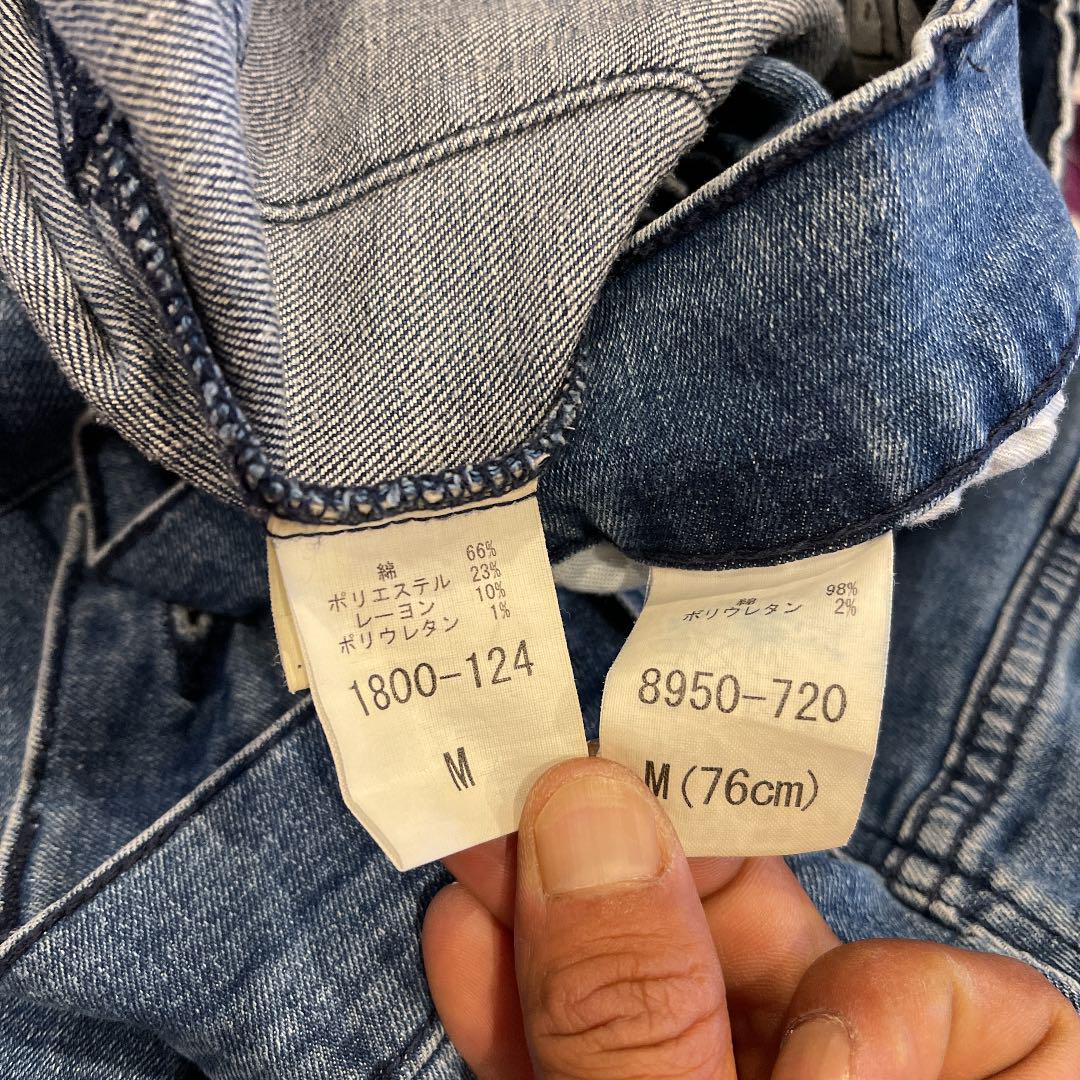 綿 66%
ポリエステル 23%
レーヨン 10%
ポリウレタン 1%
1800-124
M
綿 98%
ポリウレタン 2%
8950-720
M(76cm)